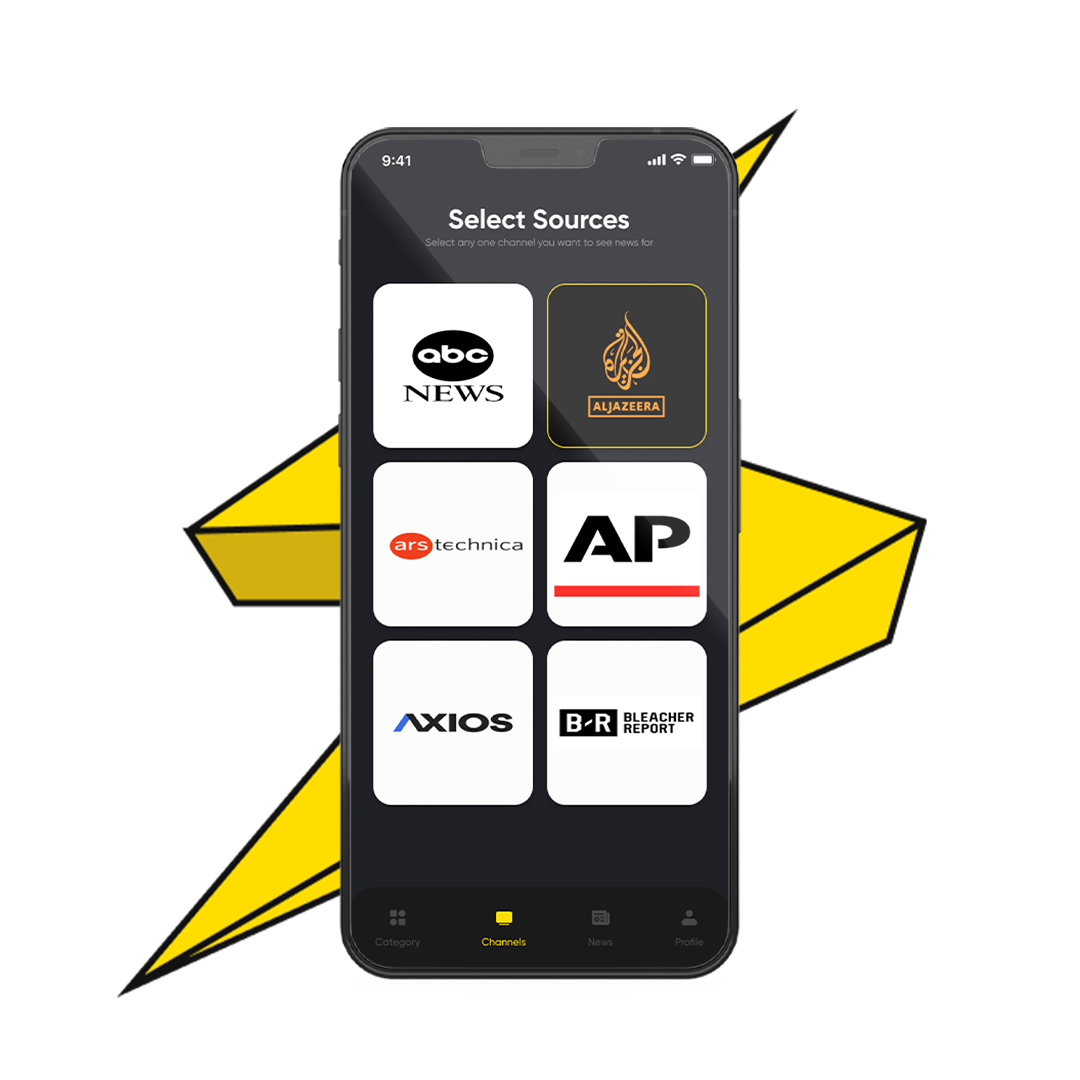 9:41
Select Sources
Select any one channel you want to see news for
abc
NEWS
الجزيرة
ALJAZEERA
ars technica
AP
AXIOS
B-R BLEACHER
REPORT
Category Channels News Profile